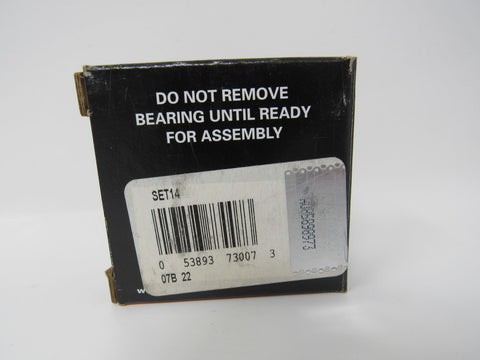 DO NOT REMOVE
BEARING UNTIL READY
FOR ASSEMBLY
SET14
0 53893 73007 3
07B 22